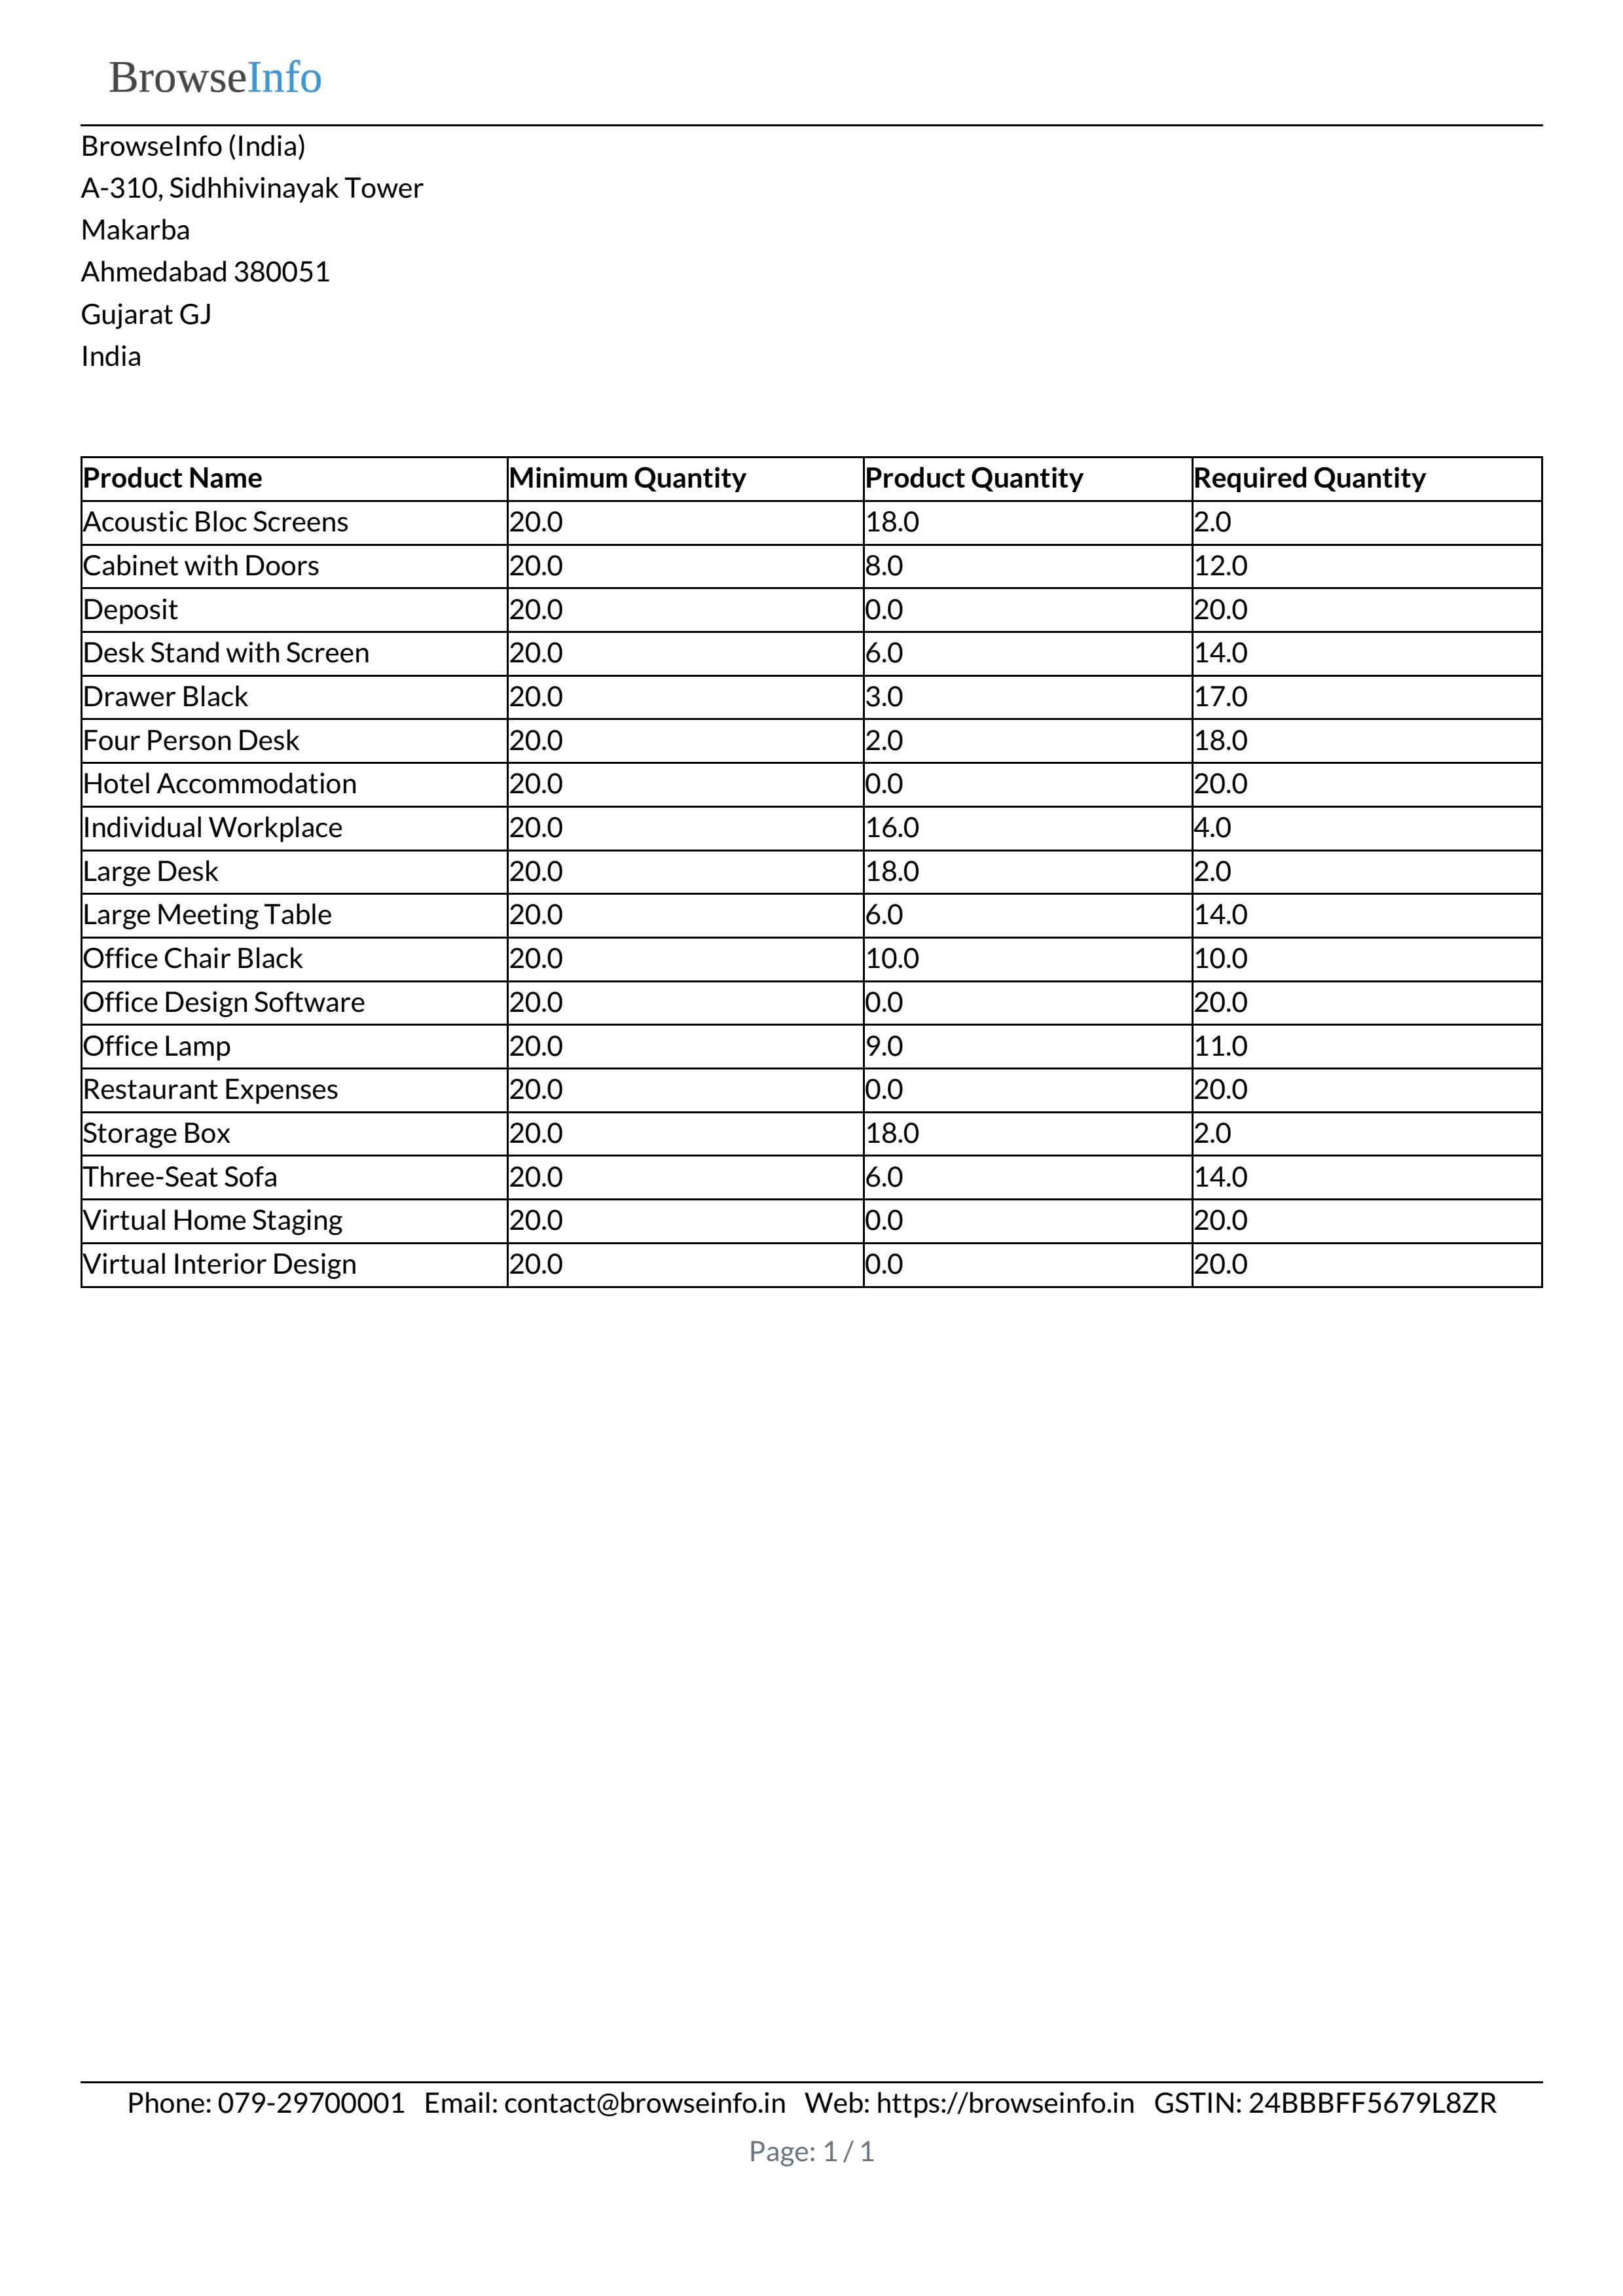 BrowseInfo
BrowseInfo (India)
A-310, Sidhhivinayak Tower
Makarba
Ahmedabad 380051
Gujarat GJ
India
Product Name Minimum Quantity Product Quantity Required Quantity
Acoustic Bloc Screens 20.0 18.0 2.0
Cabinet with Doors 20.0 8.0 12.0
Deposit 20.0 0.0 20.0
Desk Stand with Screen 20.0 6.0 14.0
Drawer Black 20.0 3.0 17.0
Four Person Desk 20.0 2.0 18.0
Hotel Accommodation 20.0 0.0 20.0
Individual Workplace 20.0 16.0 4.0
Large Desk 20.0 18.0 2.0
Large Meeting Table 20.0 6.0 14.0
Office Chair Black 20.0 10.0 10.0
Office Design Software 20.0 0.0 20.0
Office Lamp 20.0 9.0 11.0
Restaurant Expenses 20.0 0.0 20.0
Storage Box 20.0 18.0 2.0
Three-Seat Sofa 20.0 6.0 14.0
Virtual Home Staging 20.0 0.0 20.0
Virtual Interior Design 20.0 0.0 20.0
Phone: 079-29700001 Email: contact@browseinfo.in Web: https://browseinfo.in GSTIN: 24BBBFF5679L8ZR
Page: 1 / 1